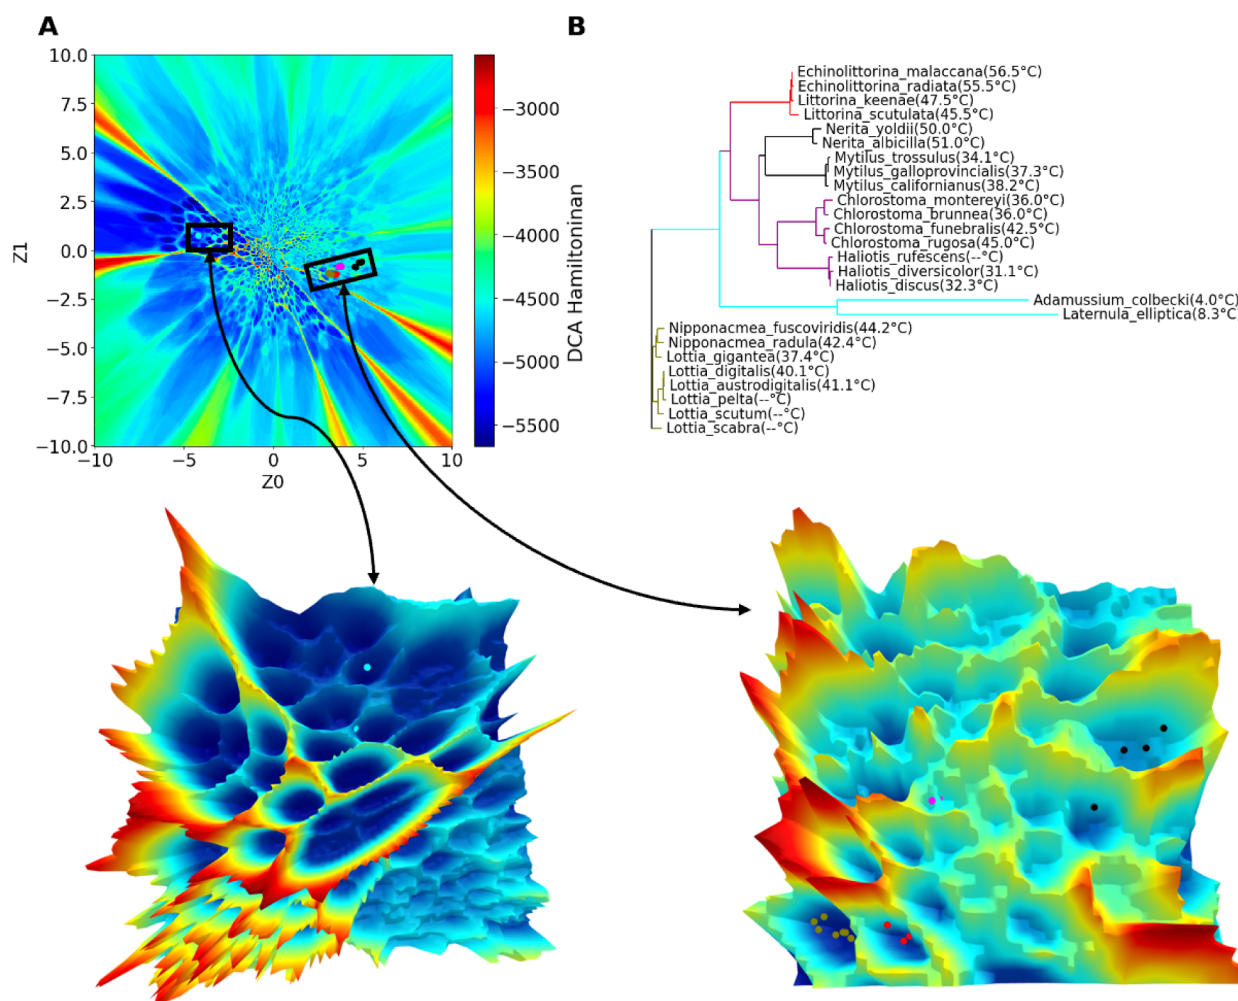 A
B
10.0
7.5
5.0
2.5
0.0
−2.5
−5.0
−7.5
−10.0
Z1
−10
−5
0
5
10
Z0
−3000
−3500
−4000
−4500
−5000
−5500
DCA Hamiltoninan
Echinolittorina_malaccana(56.5°C)
Echinolittorina_radiata(55.5°C)
Littorina_keenae(47.5°C)
Littorina_scutulata(45.5°C)
Nerita_yoldii(50.0°C)
Nerita_albicilla(51.0°C)
Mytilus_trossulus(34.1°C)
Mytilus_galloprovincialis(37.3°C)
Mytilus_californianus(38.2°C)
Chlorostoma_montereyi(36.0°C)
Chlorostoma_brunnea(36.0°C)
Chlorostoma_funebralis(42.5°C)
Chlorostoma_rugosa(45.0°C)
Haliotis_rufescens(--°C)
Haliotis_diversicolor(31.1°C)
Haliotis_discus(32.3°C)
Adamussium_colbecki(4.0°C)
Laternula_elliptica(8.3°C)
Nipponacmea_fuscoviridis(44.2°C)
Nipponacmea_radula(42.4°C)
Lottia_gigantea(37.4°C)
Lottia_digitalis(40.1°C)
Lottia_austrodigitalis(41.1°C)
Lottia_pelta(--°C)
Lottia_scutum(--°C)
Lottia_scabra(--°C)